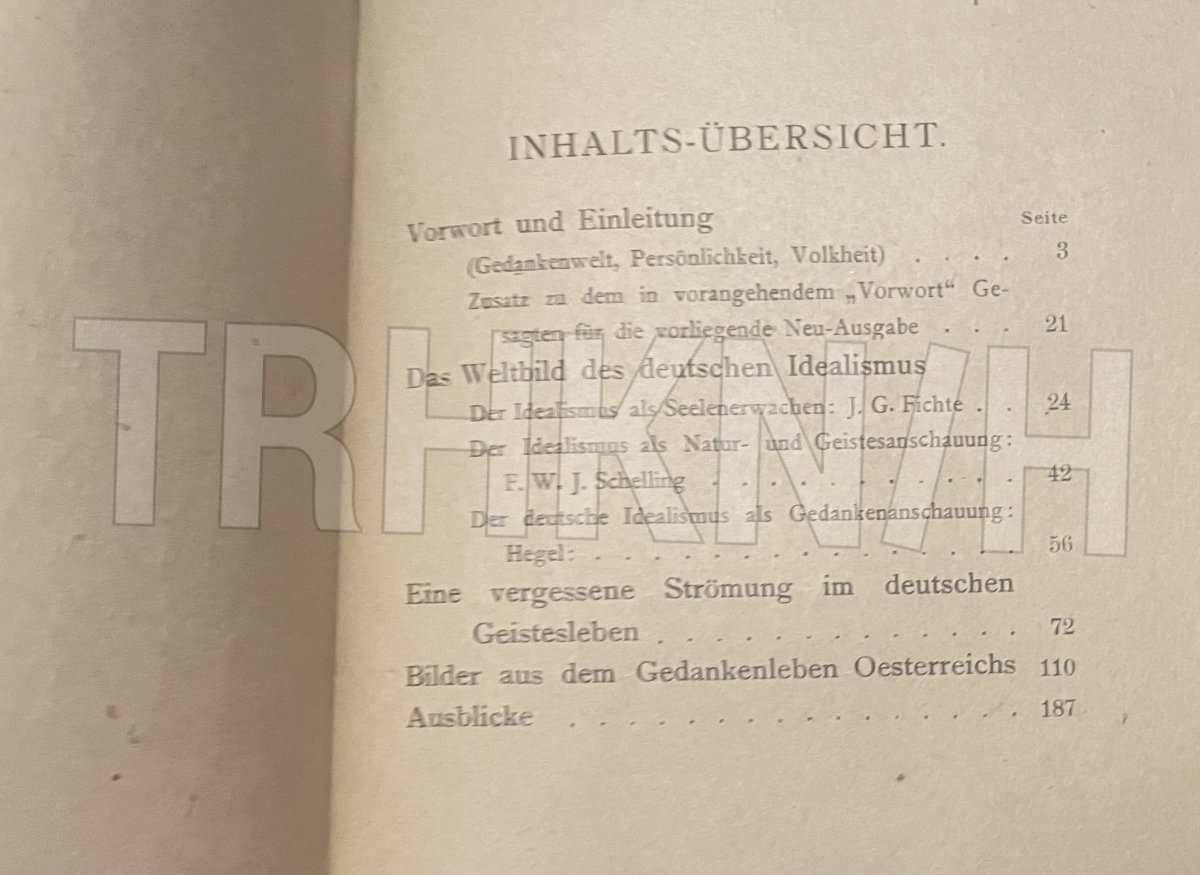 INHALTS-ÜBERSICHT.
Vorwort und Einleitung Seite
(Gedankenwelt, Persönlichkeit, Volkheit) . . . . 3
Zusatz zu dem in vorangehendem „Vorwort“ Ge-
sagten für die vorliegende Neu-Ausgabe . . . 21
Das Weltbild des deutschen Idealismus
Der Idealismus als Seelenerwachen: J. G. Fichte . . 24
Der Idealismus als Natur- und Geistesanschauung:
F. W. J. Schelling . . . . . . . . . . . 42
Der deutsche Idealismus als Gedankenanschauung:
Hegel: . . . . . . . . . . . . . . . 56
Eine vergessene Strömung im deutschen
Geistesleben . . . . . . . . . . . . . 72
Bilder aus dem Gedankenleben Oesterreichs 110
Ausblicke . . . . . . . . . . . . . . . . 187